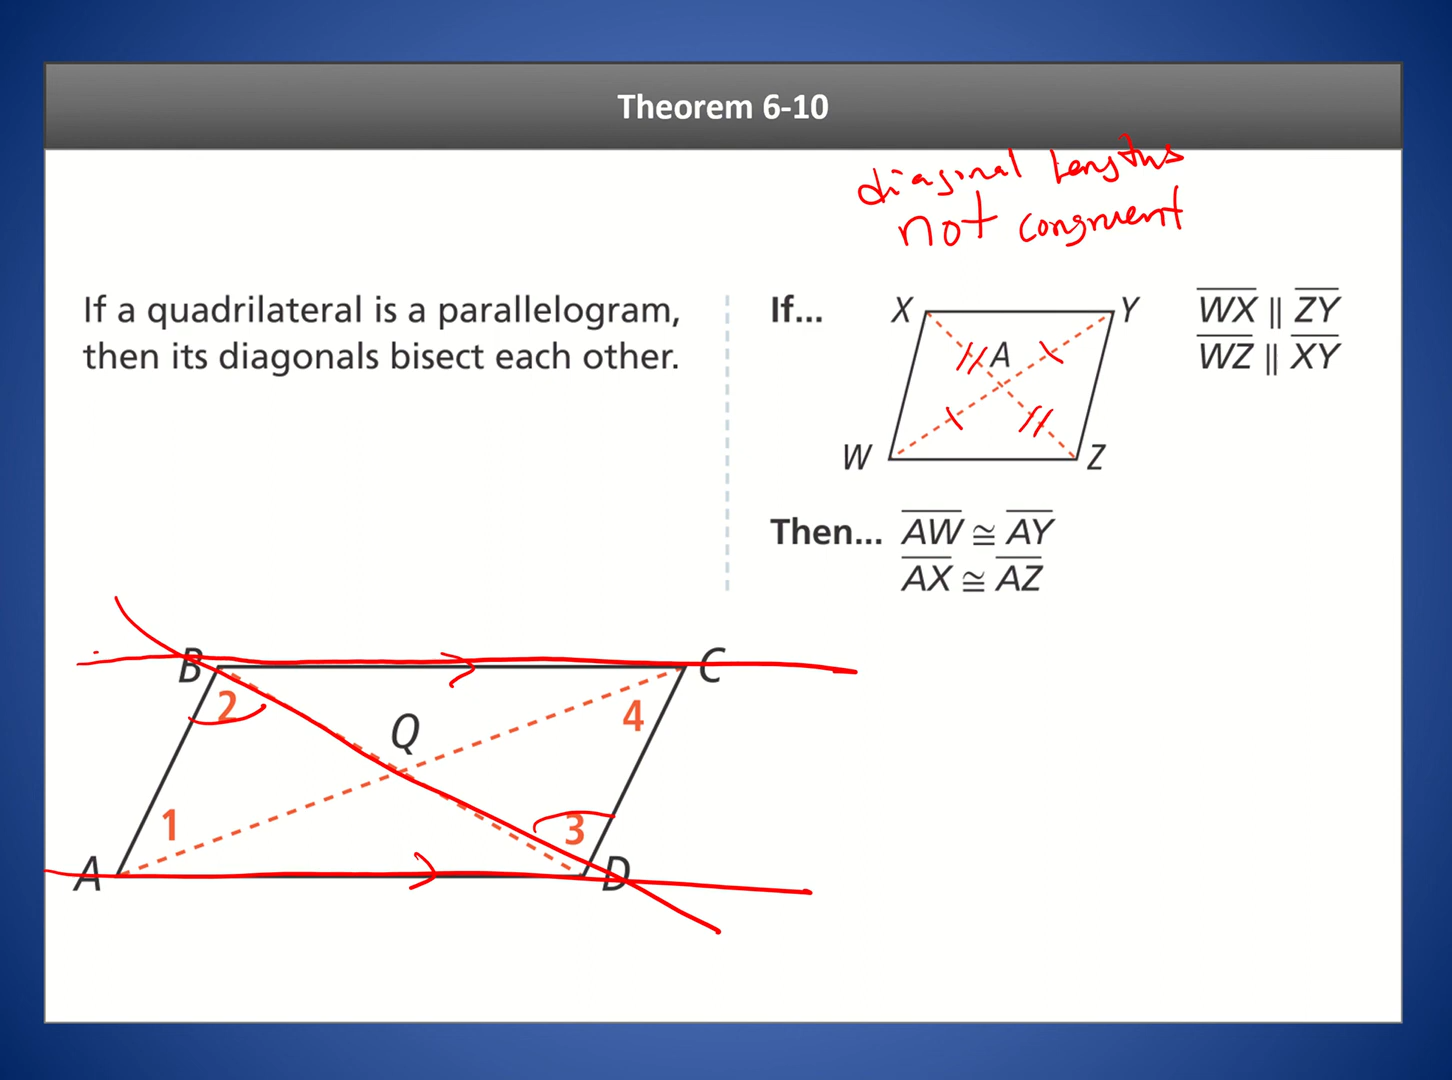 Theorem 6-10
diagonal Lengths
not congruent
If a quadrilateral is a parallelogram,
then its diagonals bisect each other.
If...
X
Y
A
W
Z
WX ∥ ZY
WZ ∥ XY
Then... AW ≅ AY
AX ≅ AZ
B
C
2
Q
4
1
3
A
D